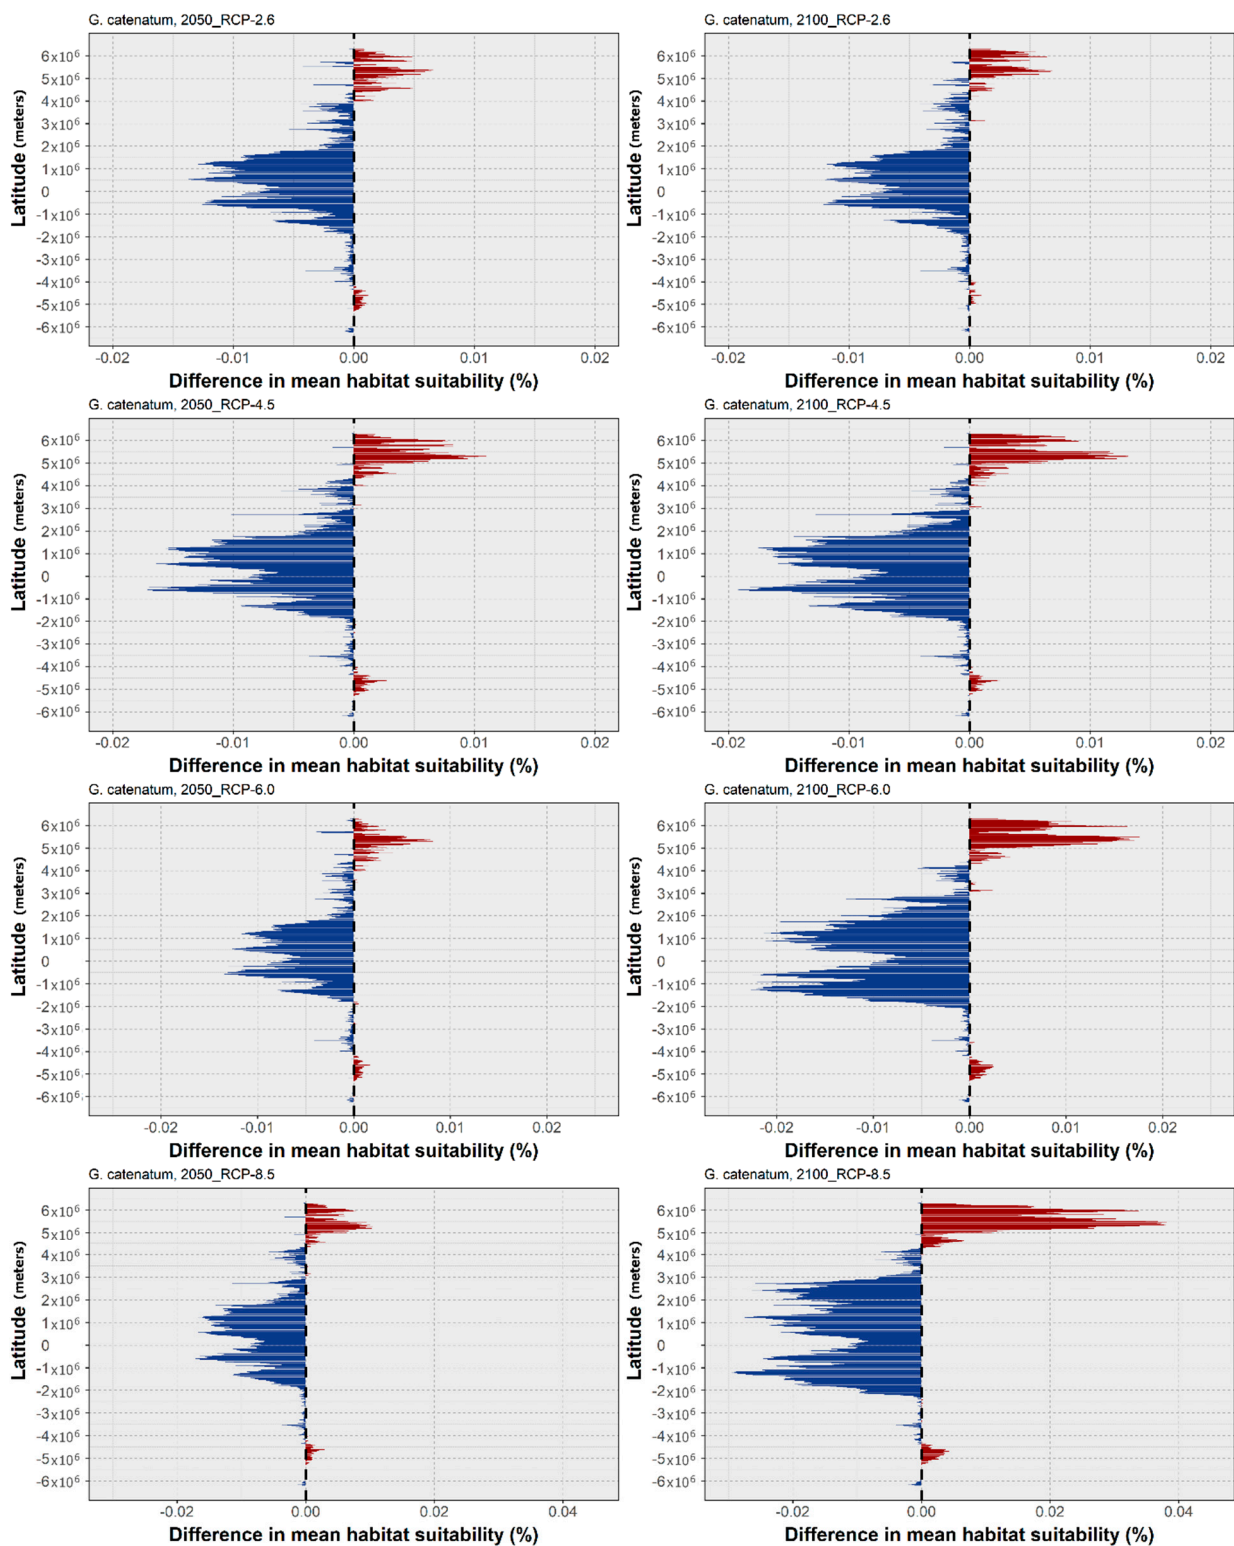 G. catenatum, 2050_RCP-2.6
Latitude (meters)
6x10⁶
5x10⁶
4x10⁶
3x10⁶
2x10⁶
1x10⁶
0
-1x10⁶
-2x10⁶
-3x10⁶
-4x10⁶
-5x10⁶
-6x10⁶
-0.02 -0.01 0.00 0.01 0.02
Difference in mean habitat suitability (%)
G. catenatum, 2100_RCP-2.6
Latitude (meters)
6x10⁶
5x10⁶
4x10⁶
3x10⁶
2x10⁶
1x10⁶
0
-1x10⁶
-2x10⁶
-3x10⁶
-4x10⁶
-5x10⁶
-6x10⁶
-0.02 -0.01 0.00 0.01 0.02
Difference in mean habitat suitability (%)
G. catenatum, 2050_RCP-4.5
Latitude (meters)
6x10⁶
5x10⁶
4x10⁶
3x10⁶
2x10⁶
1x10⁶
0
-1x10⁶
-2x10⁶
-3x10⁶
-4x10⁶
-5x10⁶
-6x10⁶
-0.02 -0.01 0.00 0.01 0.02
Difference in mean habitat suitability (%)
G. catenatum, 2100_RCP-4.5
Latitude (meters)
6x10⁶
5x10⁶
4x10⁶
3x10⁶
2x10⁶
1x10⁶
0
-1x10⁶
-2x10⁶
-3x10⁶
-4x10⁶
-5x10⁶
-6x10⁶
-0.02 -0.01 0.00 0.01 0.02
Difference in mean habitat suitability (%)
G. catenatum, 2050_RCP-6.0
Latitude (meters)
6x10⁶
5x10⁶
4x10⁶
3x10⁶
2x10⁶
1x10⁶
0
-1x10⁶
-2x10⁶
-3x10⁶
-4x10⁶
-5x10⁶
-6x10⁶
-0.02 -0.01 0.00 0.01 0.02
Difference in mean habitat suitability (%)
G. catenatum, 2100_RCP-6.0
Latitude (meters)
6x10⁶
5x10⁶
4x10⁶
3x10⁶
2x10⁶
1x10⁶
0
-1x10⁶
-2x10⁶
-3x10⁶
-4x10⁶
-5x10⁶
-6x10⁶
-0.02 -0.01 0.00 0.01 0.02
Difference in mean habitat suitability (%)
G. catenatum, 2050_RCP-8.5
Latitude (meters)
6x10⁶
5x10⁶
4x10⁶
3x10⁶
2x10⁶
1x10⁶
0
-1x10⁶
-2x10⁶
-3x10⁶
-4x10⁶
-5x10⁶
-6x10⁶
-0.02 0.00 0.02 0.04
Difference in mean habitat suitability (%)
G. catenatum, 2100_RCP-8.5
Latitude (meters)
6x10⁶
5x10⁶
4x10⁶
3x10⁶
2x10⁶
1x10⁶
0
-1x10⁶
-2x10⁶
-3x10⁶
-4x10⁶
-5x10⁶
-6x10⁶
-0.02 0.00 0.02 0.04
Difference in mean habitat suitability (%)